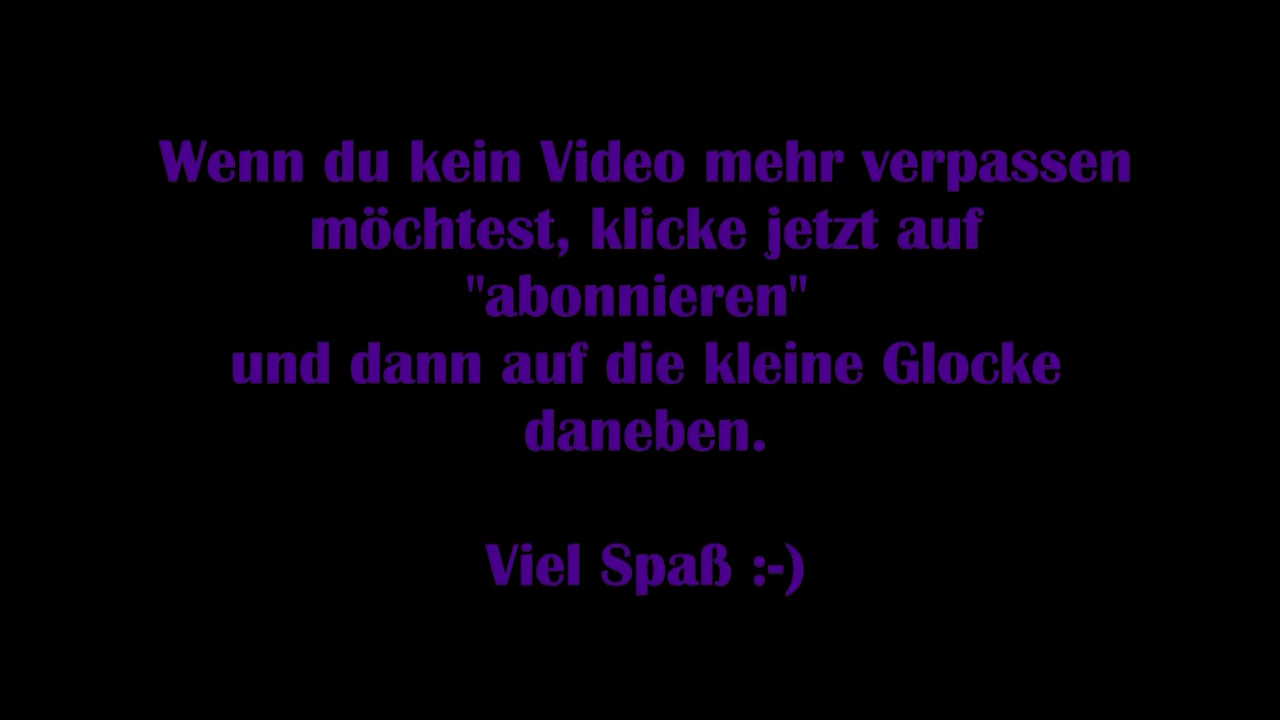 Wenn du kein Video mehr verpassen
möchtest, klicke jetzt auf
"abonnieren"
und dann auf die kleine Glocke
daneben.
Viel Spaß :-)